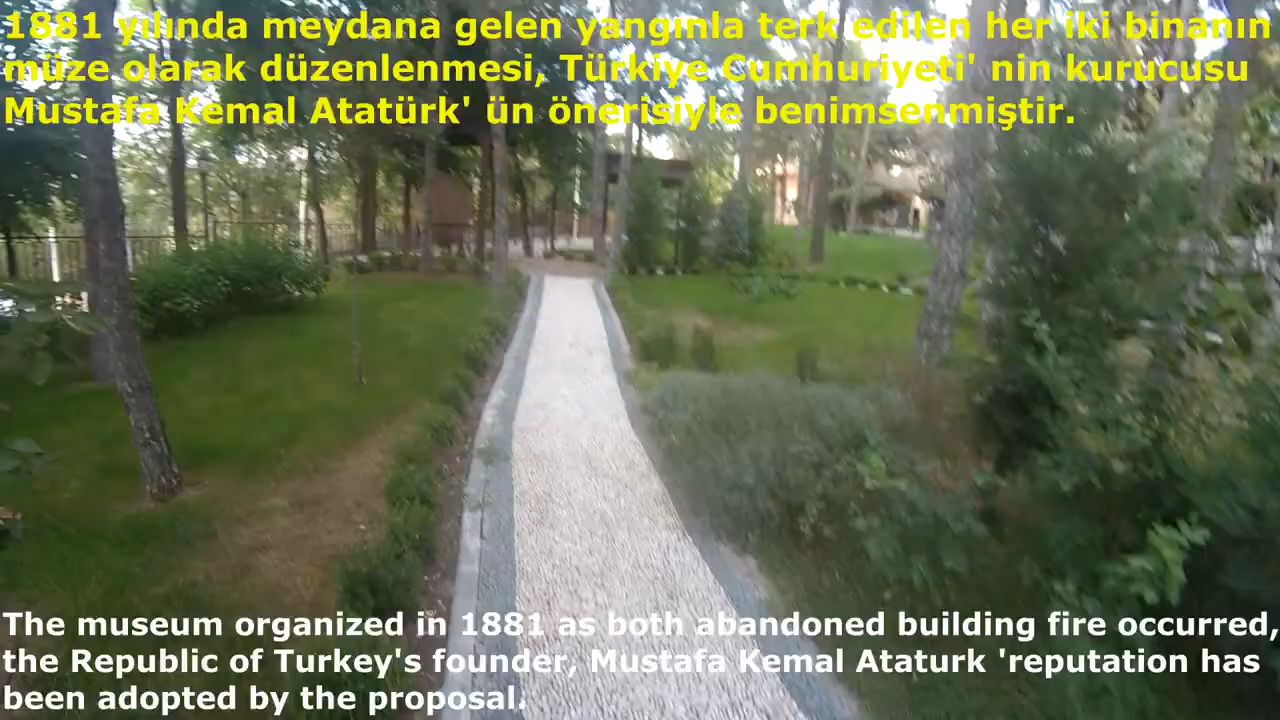 1881 yılında meydana gelen yangınla terk edilen her iki binanın
müze olarak düzenlenmesi, Türkiye Cumhuriyeti' nin kurucusu
Mustafa Kemal Atatürk' ün önerisiyle benimsenmiştir.
The museum organized in 1881 as both abandoned building fire occurred,
the Republic of Turkey's founder, Mustafa Kemal Ataturk 'reputation has
been adopted by the proposal.